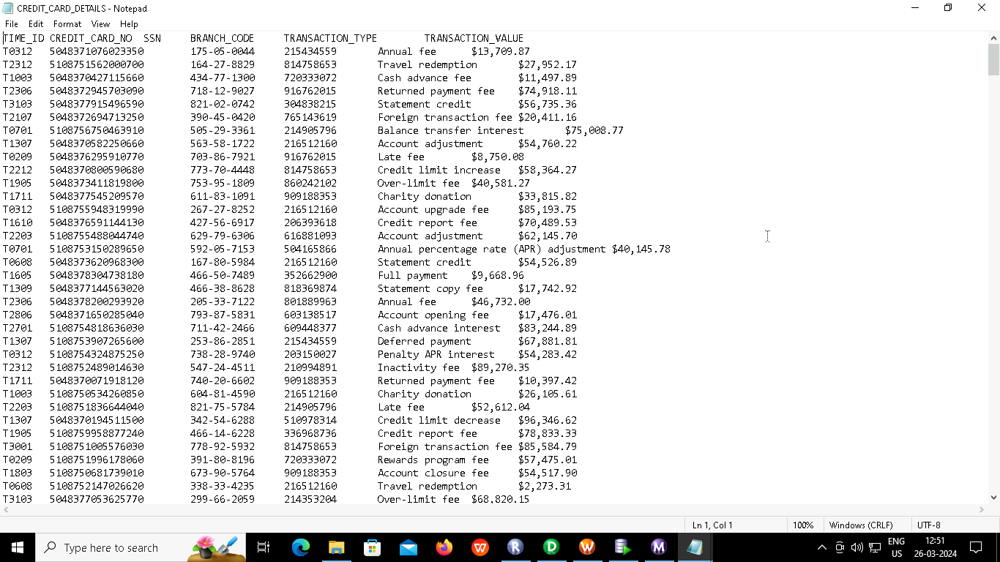 CREDIT_CARD_DETAILS - Notepad
File Edit Format View Help
TIME_ID CREDIT_CARD_NO SSN BRANCH_CODE TRANSACTION_TYPE TRANSACTION_VALUE
T0312 5048371076023350 175-05-0044 215434559 Annual fee $13,709.87
T2312 5108751562000700 164-27-8829 814758653 Travel redemption $27,952.17
T1003 5048370427115660 434-77-1300 720333072 Cash advance fee $11,497.89
T2306 5048372945703090 718-12-9027 916762015 Returned payment fee $74,918.11
T3103 5048377915496590 821-02-0742 304838215 Statement credit $56,735.36
T2107 5048372694713250 390-45-0420 765143619 Foreign transaction fee $20,411.16
T0701 5108756750463910 505-29-3361 214905796 Balance transfer interest $75,008.77
T1307 5048370582250660 563-58-1722 216512160 Account adjustment $54,760.22
T0209 5048376295910770 703-86-7921 916762015 Late fee $8,750.08
T2212 5048370800590680 773-70-4448 814758653 Credit limit increase $58,364.27
T1905 5048373411819800 753-95-1809 860242102 Over-limit fee $40,581.27
T1711 5048377545209570 611-83-1091 909188353 Charity donation $33,815.82
T0312 5108755948319990 267-27-8252 216512160 Account upgrade fee $85,193.75
T1610 5048376591144130 427-56-6917 206393618 Credit report fee $70,489.53
T2203 5108755488044740 629-79-6306 616881093 Account adjustment $62,145.70
T0701 5108753150289650 592-05-7153 504165866 Annual percentage rate (APR) adjustment $40,145.78
T0608 5048373620968300 167-80-5984 216512160 Statement credit $54,526.89
T1605 5048378304738180 466-50-7489 352662900 Full payment $9,668.96
T1309 5048377144563020 466-38-8628 818369874 Statement copy fee $17,742.92
T2306 5048378200293920 205-33-7122 801889963 Annual fee $46,732.00
T2806 5048371650285040 793-87-5831 603138517 Account opening fee $17,476.01
T2701 5108754818636030 711-42-2466 609448377 Cash advance interest $83,244.89
T1307 5108753907265600 253-86-2851 215434559 Deferred payment $67,881.81
T0312 5108754324875250 738-28-9740 203150027 Penalty APR interest $54,283.42
T2312 5108752489014630 547-24-4511 210994891 Inactivity fee $89,270.35
T1711 5048370071918120 740-20-6602 909188353 Returned payment fee $10,397.42
T1003 5108750534260850 604-81-4590 216512160 Charity donation $26,105.61
T2203 5108751836644040 821-75-5784 214905796 Late fee $52,612.04
T1307 5048370194511500 342-54-6288 510978314 Credit limit decrease $96,346.62
T1905 5108759958877240 466-14-6228 336968736 Credit report fee $78,833.33
T3001 5108751005576030 778-92-5932 814758653 Foreign transaction fee $85,584.79
T0209 5108751996178060 391-80-8196 720333072 Rewards program fee $57,475.01
T1803 5108750681739010 673-90-5764 909188353 Account closure fee $54,517.90
T0608 5108752147026620 338-33-4235 216512160 Travel redemption $2,273.31
T3103 5048377053625770 299-66-2059 214353204 Over-limit fee $68,820.15
Ln 1, Col 1 100% Windows (CRLF) UTF-8
Type here to search
ENG 12:51
US 26-03-2024